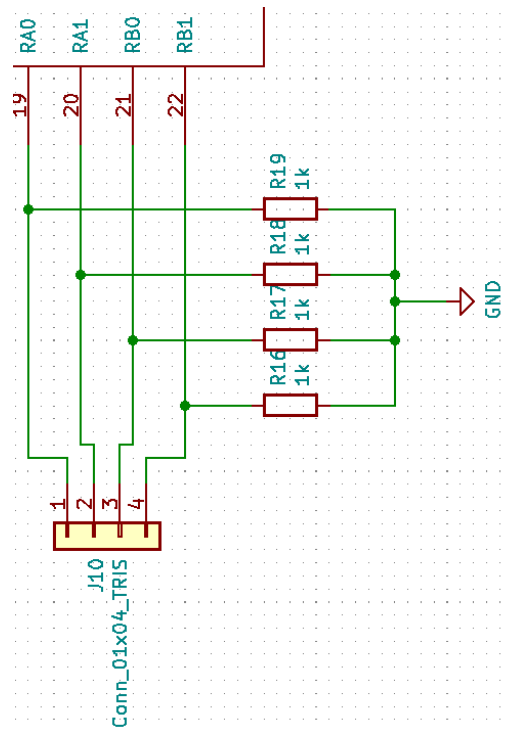 RA0
RA1
RB0
RB1
19
20
21
22
R19
1k
R18
1k
R17
1k
R16
1k
GND
1
2
3
4
J10
Conn_01x04_TRIS